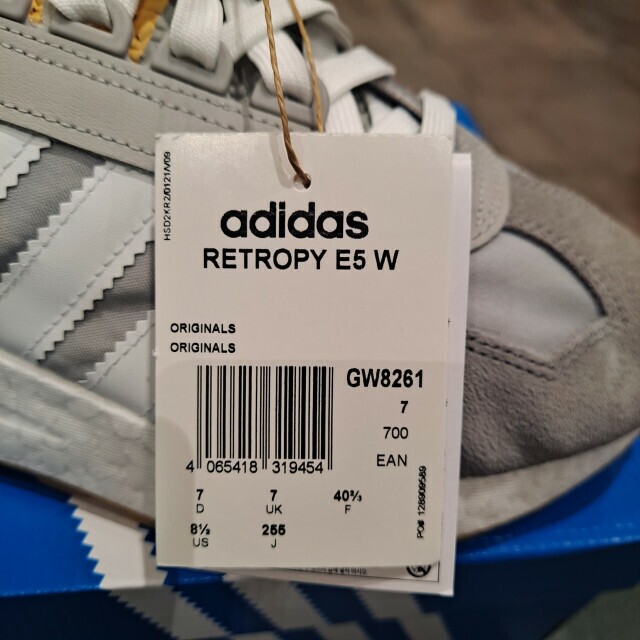 HSD2KR2/0121/V09
adidas
RETROPY E5 W
ORIGINALS
ORIGINALS
GW8261
7
700
EAN
4 065418 319454
7 7 40⅔
D UK F
8½ 255
US J
PO# 1289099589